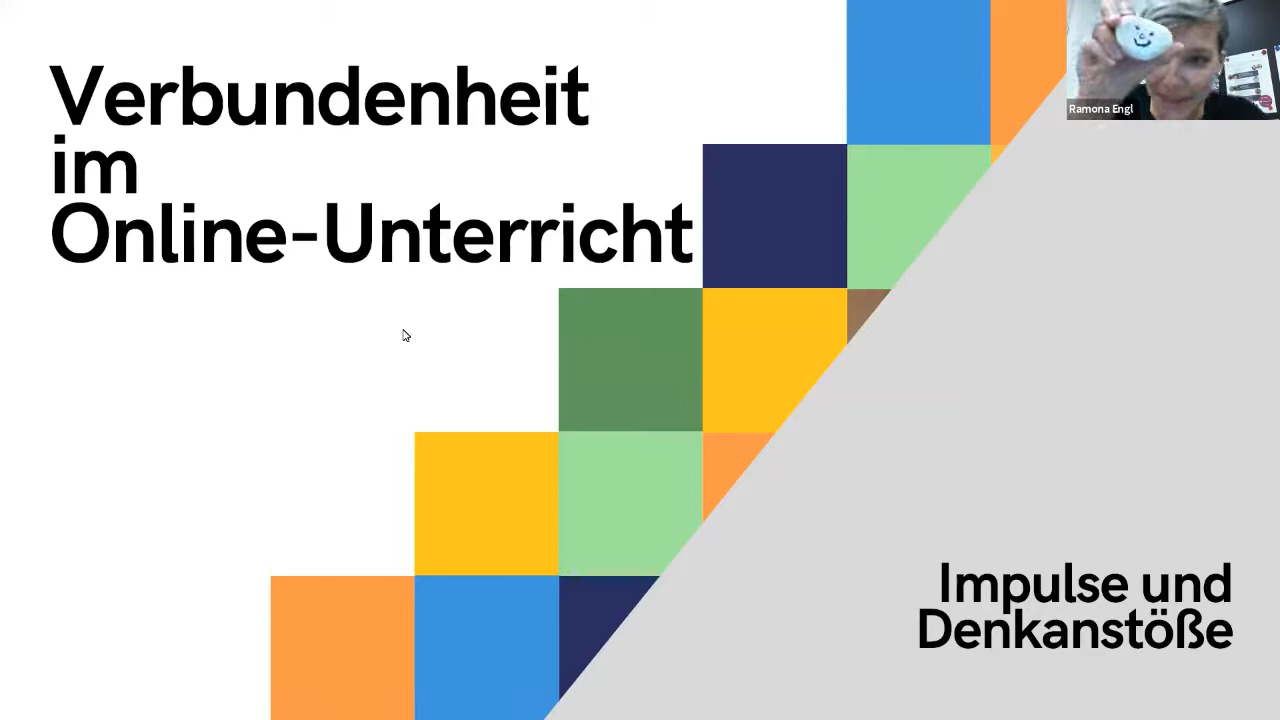 Verbundenheit
im
Online-Unterricht
Ramona Engl
Impulse und
Denkanstöße